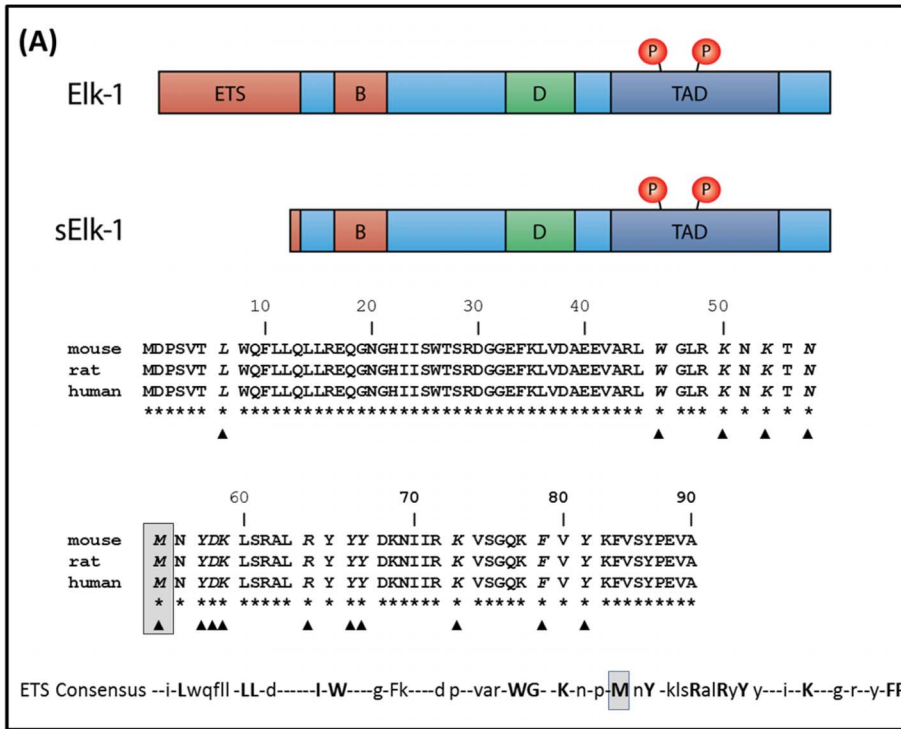 (A)
P P
Elk-1 ETS B D TAD
P P
sElk-1 B D TAD
10 20 30 40 50
mouse MDPSVT L WQFLLQLLREQGNGHIISWTSRDGGEFKLVDAEEVARL W GLR K N K T N
rat MDPSVT L WQFLLQLLREQGNGHIISWTSRDGGEFKLVDAEEVARL W GLR K N K T N
human MDPSVT L WQFLLQLLREQGNGHIISWTSRDGGEFKLVDAEEVARL W GLR K N K T N
****** * ************************************* * *** * * * * *
▲ ▲ ▲ ▲ ▲
60 70 80 90
mouse M N YDK LSRAL R Y YY DKNIIR K VSGQK F V Y KFVSYPEVA
rat M N YDK LSRAL R Y YY DKNIIR K VSGQK F V Y KFVSYPEVA
human M N YDK LSRAL R Y YY DKNIIR K VSGQK F V Y KFVSYPEVA
* * *** ***** * * ** ****** * ***** * * * *********
▲ ▲▲▲ ▲ ▲▲ ▲ ▲ ▲
ETS Consensus --i-Lwqfll -LL-d------I-W----g-Fk----d p--var-WG--K-n-p-M nY -klsRalRyY y---i--K---g-r--y-FF